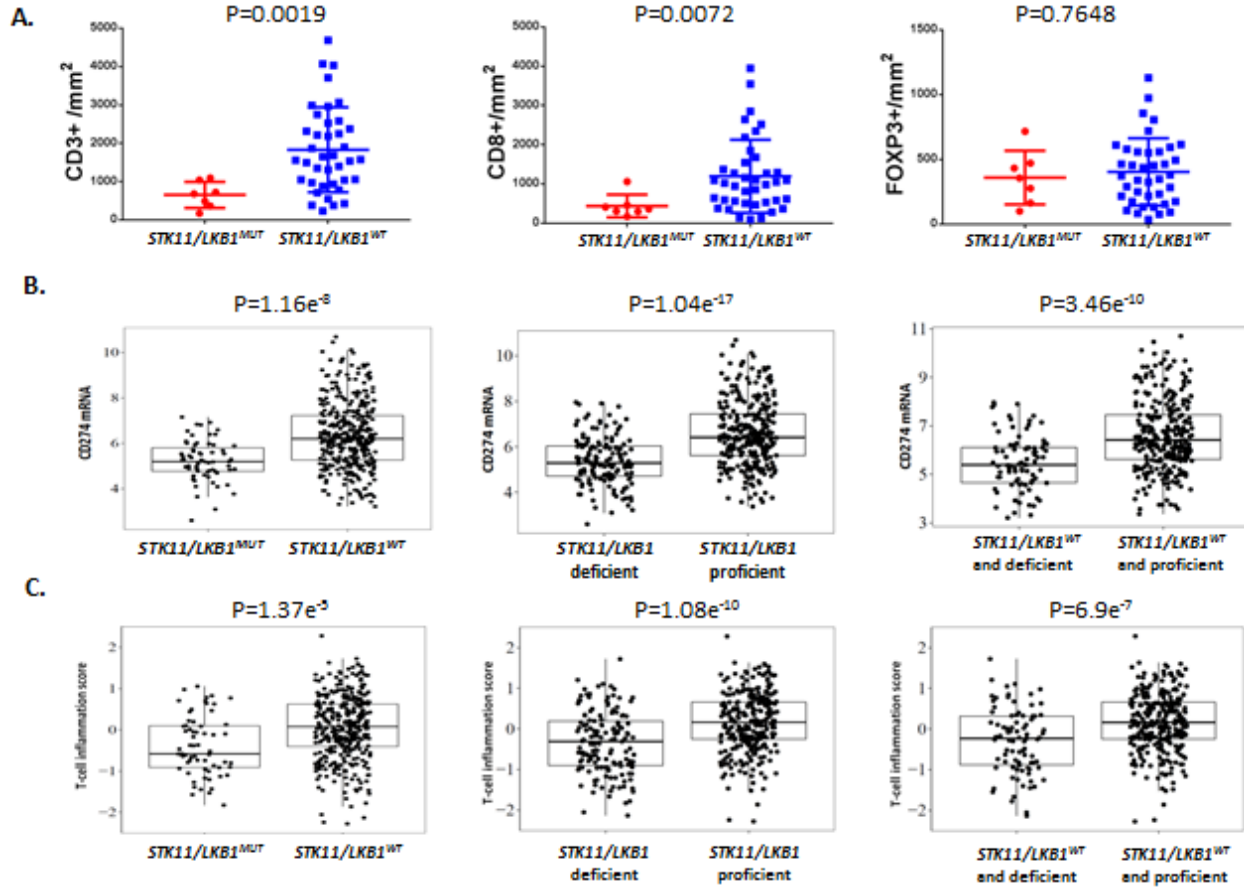 A.
P=0.0019
P=0.0072
P=0.7648
CD3+ /mm²
5000
4000
3000
2000
1000
0
STK11/LKB1ᴹᵁᵀ STK11/LKB1ᵂᵀ
CD8+/mm²
5000
4000
3000
2000
1000
0
STK11/LKB1ᴹᵁᵀ STK11/LKB1ᵂᵀ
FOXP3+/mm²
1500
1000
500
0
STK11/LKB1ᴹᵁᵀ STK11/LKB1ᵂᵀ
B.
P=1.16e⁻⁸
P=1.04e⁻¹⁷
P=3.46e⁻¹⁰
CD274 mRNA
10
8
6
4
STK11/LKB1ᴹᵁᵀ STK11/LKB1ᵂᵀ
CD274 mRNA
10
8
6
4
STK11/LKB1 STK11/LKB1
deficient proficient
CD274 mRNA
11
9
7
5
3
STK11/LKB1ᵂᵀ STK11/LKB1ᵂᵀ
and deficient and proficient
C.
P=1.37e⁻⁵
P=1.08e⁻¹⁰
P=6.9e⁻⁷
T-cell inflammation score
2
1
0
−1
−2
STK11/LKB1ᴹᵁᵀ STK11/LKB1ᵂᵀ
T-cell inflammation score
2
1
0
−1
−2
STK11/LKB1 STK11/LKB1
deficient proficient
T-cell inflammation score
2
1
0
−1
−2
STK11/LKB1ᵂᵀ STK11/LKB1ᵂᵀ
and deficient and proficient